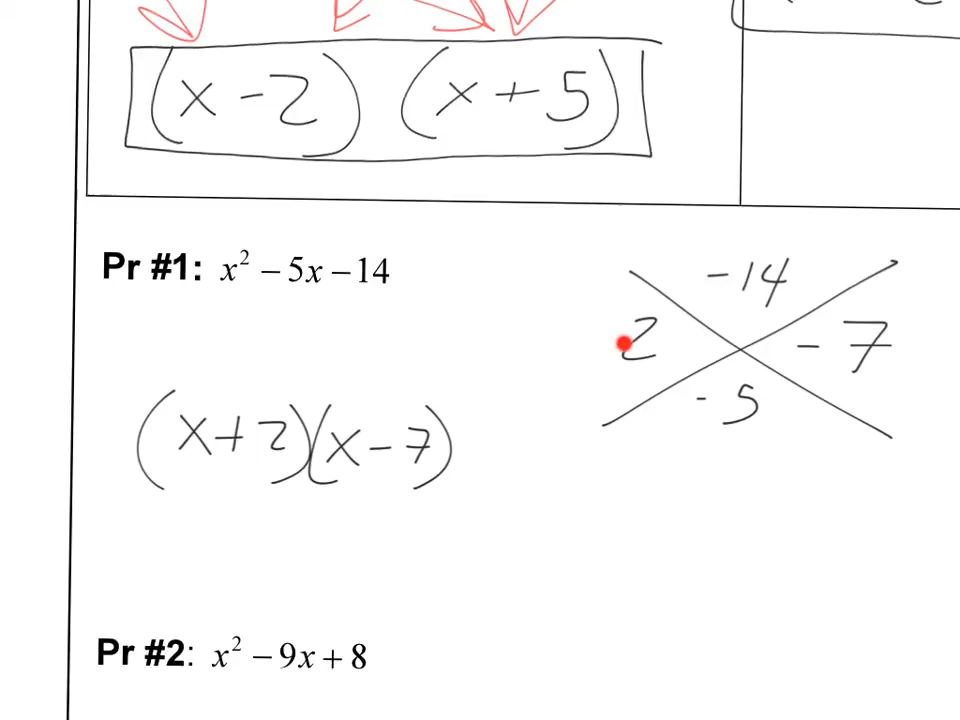 (x - 2) (x + 5)
Pr #1: x² - 5x - 14
-14
2 - 7
- 5
(x + 2)(x - 7)
Pr #2: x² - 9x + 8